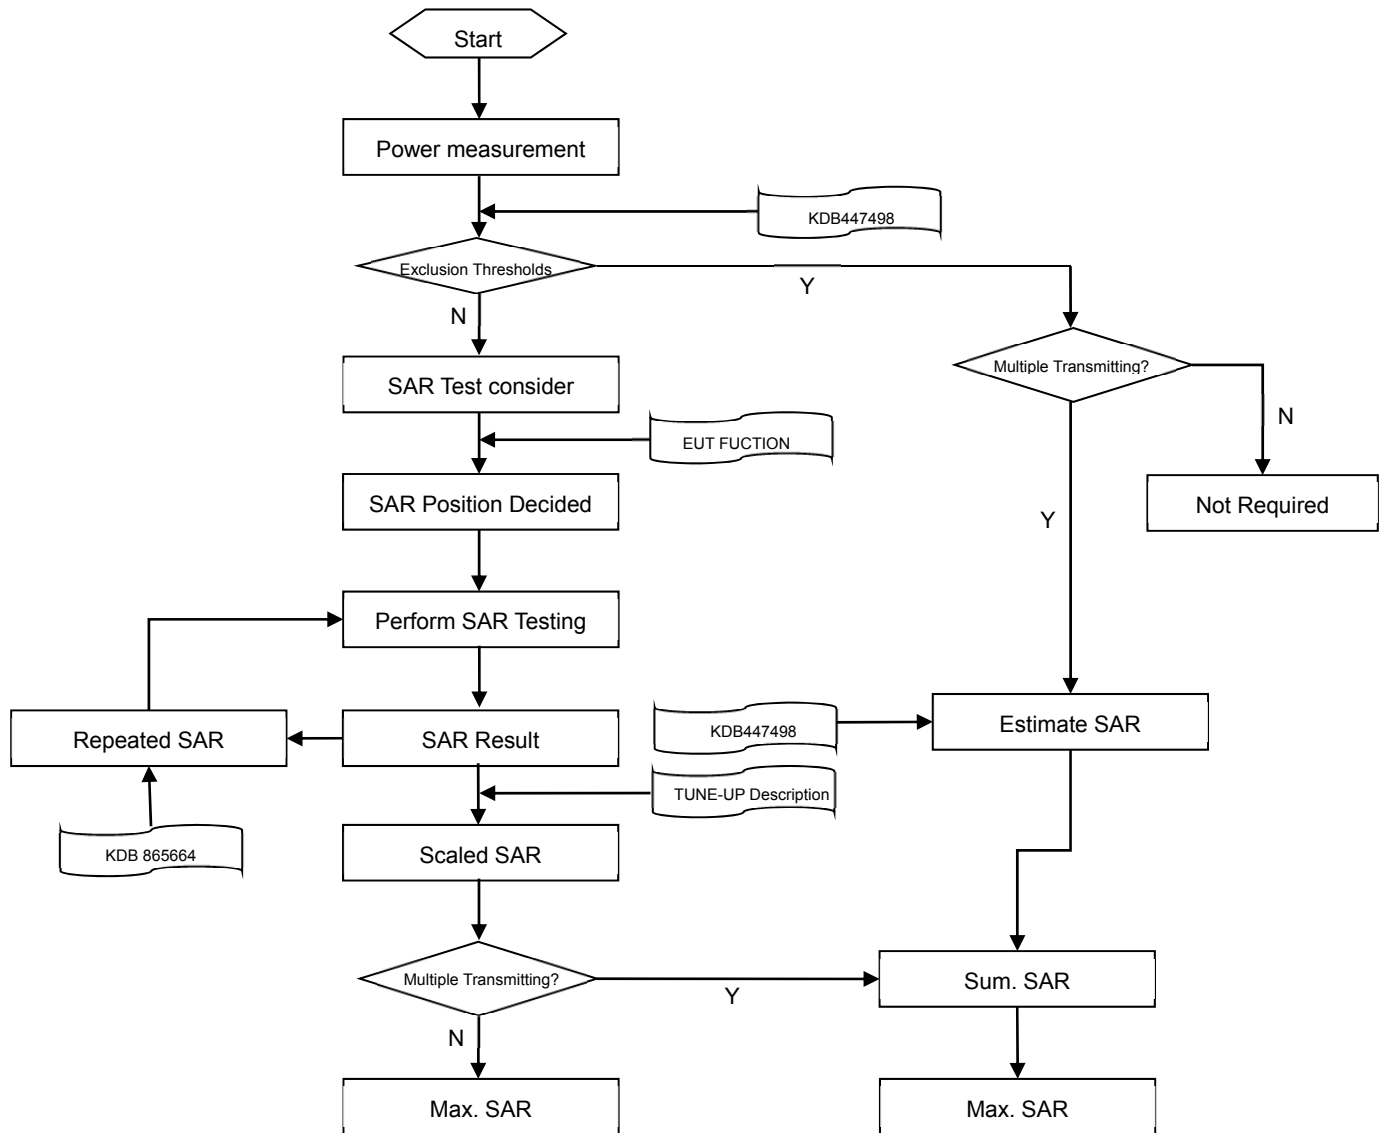 Start
Power measurement
KDB447498
Exclusion Thresholds
Y
N
Multiple Transmitting?
SAR Test consider
N
EUT FUCTION
SAR Position Decided
Not Required
Y
Perform SAR Testing
Repeated SAR
SAR Result
KDB447498
Estimate SAR
TUNE-UP Description
KDB 865664
Scaled SAR
Multiple Transmitting?
Y
Sum. SAR
N
Max. SAR
Max. SAR